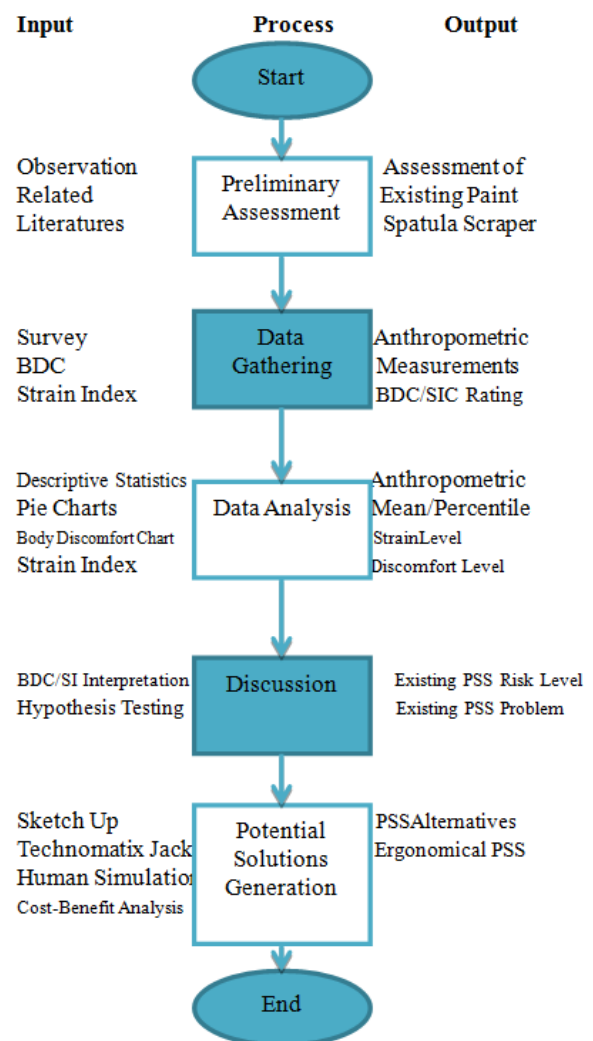 Input
Process
Output
Start
Observation
Related
Literatures
Preliminary
Assessment
Assessment of
Existing Paint
Spatula Scraper
Survey
BDC
Strain Index
Data
Gathering
Anthropometric
Measurements
BDC/SIC Rating
Descriptive Statistics
Pie Charts
Body Discomfort Chart
Strain Index
Data Analysis
Anthropometric
Mean/Percentile
StrainLevel
Discomfort Level
BDC/SI Interpretation
Hypothesis Testing
Discussion
Existing PSS Risk Level
Existing PSS Problem
Sketch Up
Technomatix Jack
Human Simulation
Cost-Benefit Analysis
Potential
Solutions
Generation
PSSAlternatives
Ergonomical PSS
End